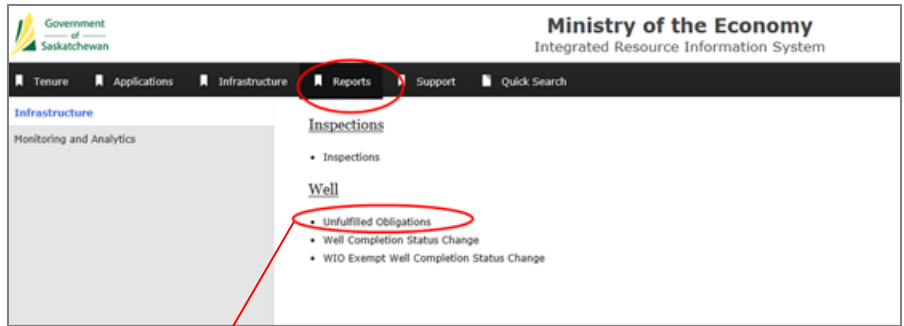 Government
of
Saskatchewan
Ministry of the Economy
Integrated Resource Information System
Tenure Applications Infrastructure Reports Support Quick Search
Infrastructure
Monitoring and Analytics
Inspections
• Inspections
Well
• Unfulfilled Obligations
• Well Completion Status Change
• WIO Exempt Well Completion Status Change